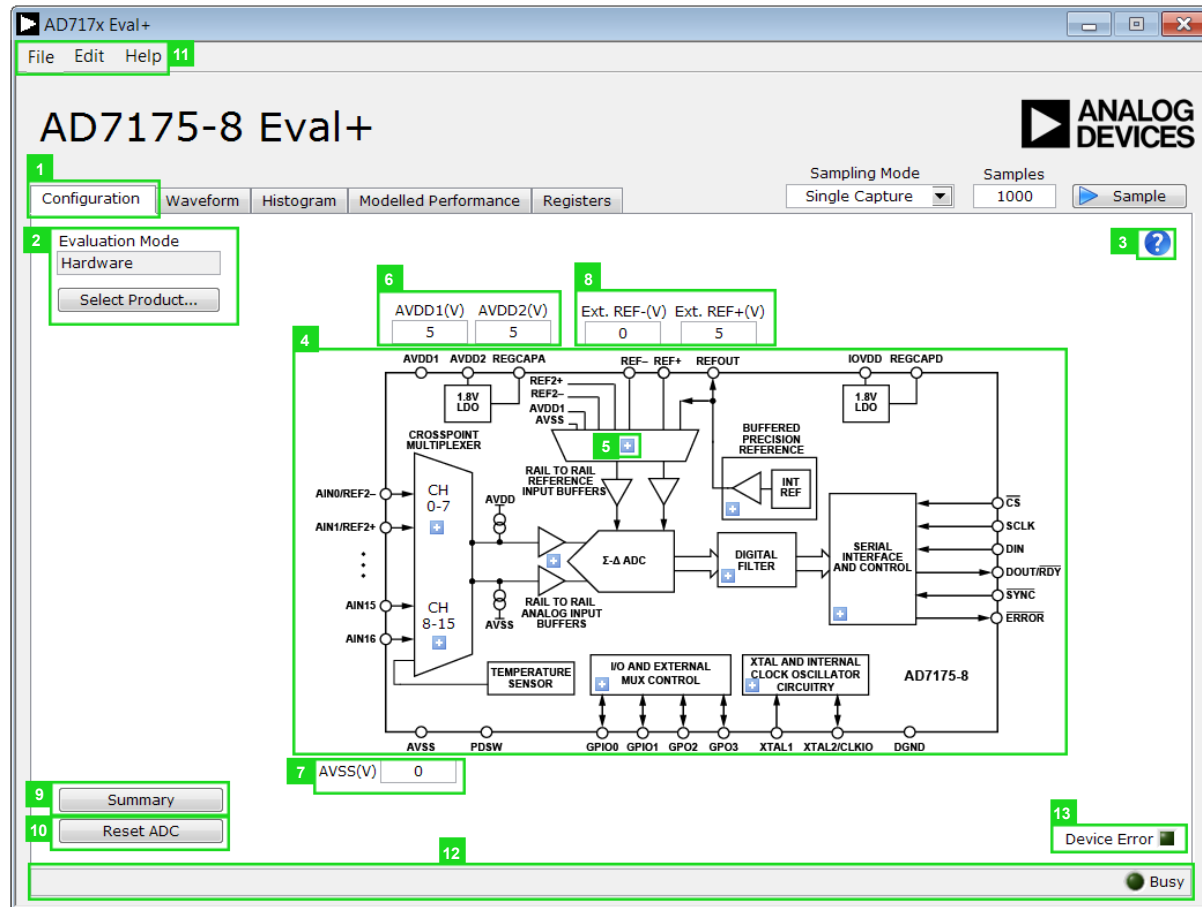 AD717x Eval+
File Edit Help 11
AD7175-8 Eval+
ANALOG
DEVICES
1
Sampling Mode
Samples
Configuration Waveform Histogram Modelled Performance Registers
Single Capture
1000
Sample
2
Evaluation Mode
Hardware
Select Product...
3
?
6
8
AVDD1(V) AVDD2(V)
Ext. REF-(V) Ext. REF+(V)
5 5
0 5
4
AVDD1 AVDD2 REGCAPA REF– REF+ REFOUT IOVDD REGCAPD
REF2+
REF2–
AVDD1
AVSS
1.8V
LDO
1.8V
LDO
5
CROSSPOINT
MULTIPLEXER
BUFFERED
PRECISION
REFERENCE
RAIL TO RAIL
REFERENCE
INPUT BUFFERS
INT
REF
CH
0-7
AIN0/REF2–
AIN1/REF2+
AVDD
Σ-Δ ADC
DIGITAL
FILTER
SERIAL
INTERFACE
AND CONTROL
CS
SCLK
DIN
DOUT/RDY
SYNC
ERROR
AIN15
AIN16
CH
8-15
AVSS
RAIL TO RAIL
ANALOG INPUT
BUFFERS
TEMPERATURE
SENSOR
I/O AND EXTERNAL
MUX CONTROL
XTAL AND INTERNAL
CLOCK OSCILLATOR
CIRCUITRY
AD7175-8
AVSS PDSW GPIO0 GPIO1 GPO2 GPO3 XTAL1 XTAL2/CLKIO DGND
7
AVSS(V) 0
9
Summary
10
Reset ADC
13
Device Error
12
Busy